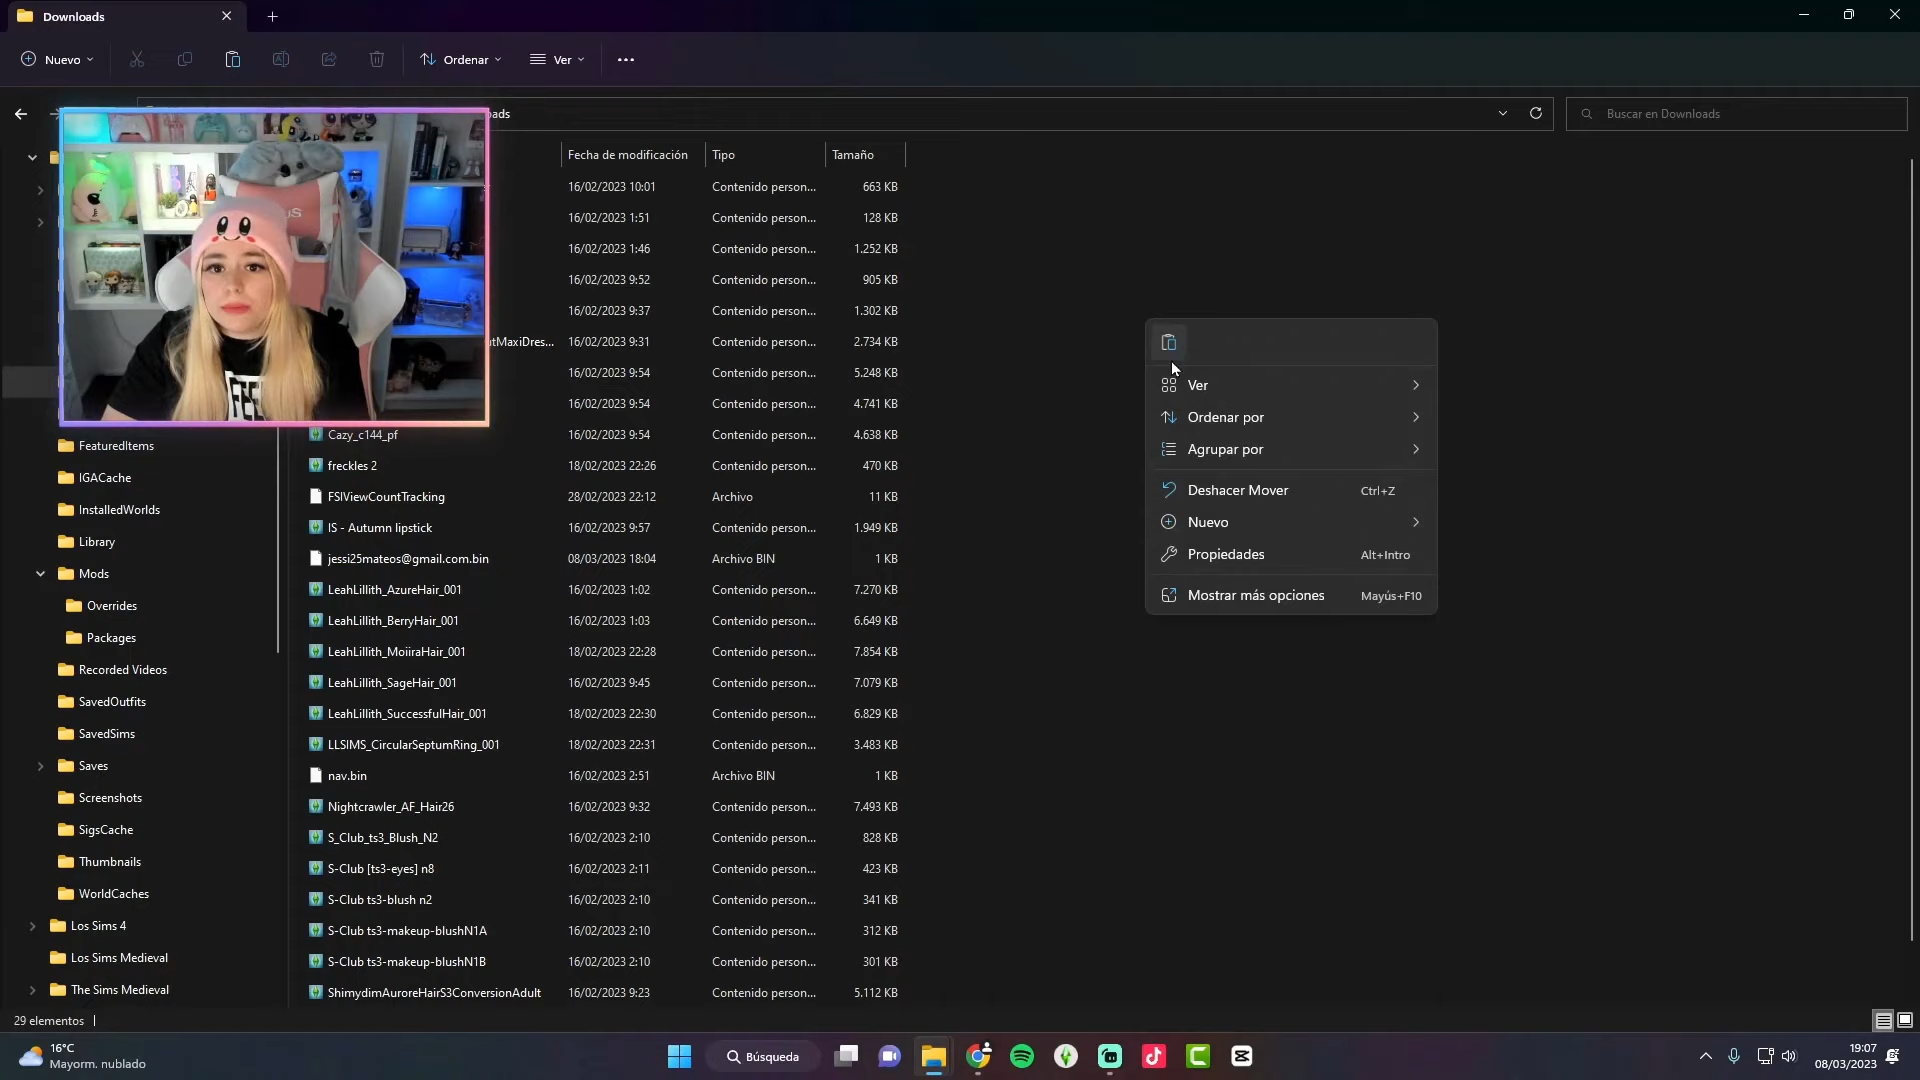 Downloads
Nuevo
Ordenar
Ver
oads
Buscar en Downloads
Fecha de modificación
Tipo
Tamaño
16/02/2023 10:01 Contenido person... 663 KB
16/02/2023 1:51 Contenido person... 128 KB
16/02/2023 1:46 Contenido person... 1.252 KB
16/02/2023 9:52 Contenido person... 905 KB
16/02/2023 9:37 Contenido person... 1.302 KB
tMaxiDres... 16/02/2023 9:31 Contenido person... 2.734 KB
16/02/2023 9:54 Contenido person... 5.248 KB
16/02/2023 9:54 Contenido person... 4.741 KB
Cazy_c144_pf 16/02/2023 9:54 Contenido person... 4.638 KB
freckles 2 18/02/2023 22:26 Contenido person... 470 KB
FSIViewCountTracking 28/02/2023 22:12 Archivo 11 KB
IS - Autumn lipstick 16/02/2023 9:57 Contenido person... 1.949 KB
jessi25mateos@gmail.com.bin 08/03/2023 18:04 Archivo BIN 1 KB
LeahLillith_AzureHair_001 16/02/2023 1:02 Contenido person... 7.270 KB
LeahLillith_BerryHair_001 16/02/2023 1:03 Contenido person... 6.649 KB
LeahLillith_MoiiraHair_001 18/02/2023 22:28 Contenido person... 7.854 KB
LeahLillith_SageHair_001 16/02/2023 9:45 Contenido person... 7.079 KB
LeahLillith_SuccessfulHair_001 18/02/2023 22:30 Contenido person... 6.829 KB
LLSIMS_CircularSeptumRing_001 18/02/2023 22:31 Contenido person... 3.483 KB
nav.bin 16/02/2023 2:51 Archivo BIN 1 KB
Nightcrawler_AF_Hair26 16/02/2023 9:32 Contenido person... 7.493 KB
S_Club_ts3_Blush_N2 16/02/2023 2:10 Contenido person... 828 KB
S-Club [ts3-eyes] n8 16/02/2023 2:11 Contenido person... 423 KB
S-Club ts3-blush n2 16/02/2023 2:10 Contenido person... 341 KB
S-Club ts3-makeup-blushN1A 16/02/2023 2:10 Contenido person... 312 KB
S-Club ts3-makeup-blushN1B 16/02/2023 2:10 Contenido person... 301 KB
ShimydimAuroreHairS3ConversionAdult 16/02/2023 9:23 Contenido person... 5.112 KB
FeaturedItems
IGACache
InstalledWorlds
Library
Mods
Overrides
Packages
Recorded Videos
SavedOutfits
SavedSims
Saves
Screenshots
SigsCache
Thumbnails
WorldCaches
Los Sims 4
Los Sims Medieval
The Sims Medieval
Ver
Ordenar por
Agrupar por
Deshacer Mover Ctrl+Z
Nuevo
Propiedades Alt+Intro
Mostrar más opciones Mayús+F10
29 elementos
16°C
Mayorm. nublado
Búsqueda
19:07
08/03/2023